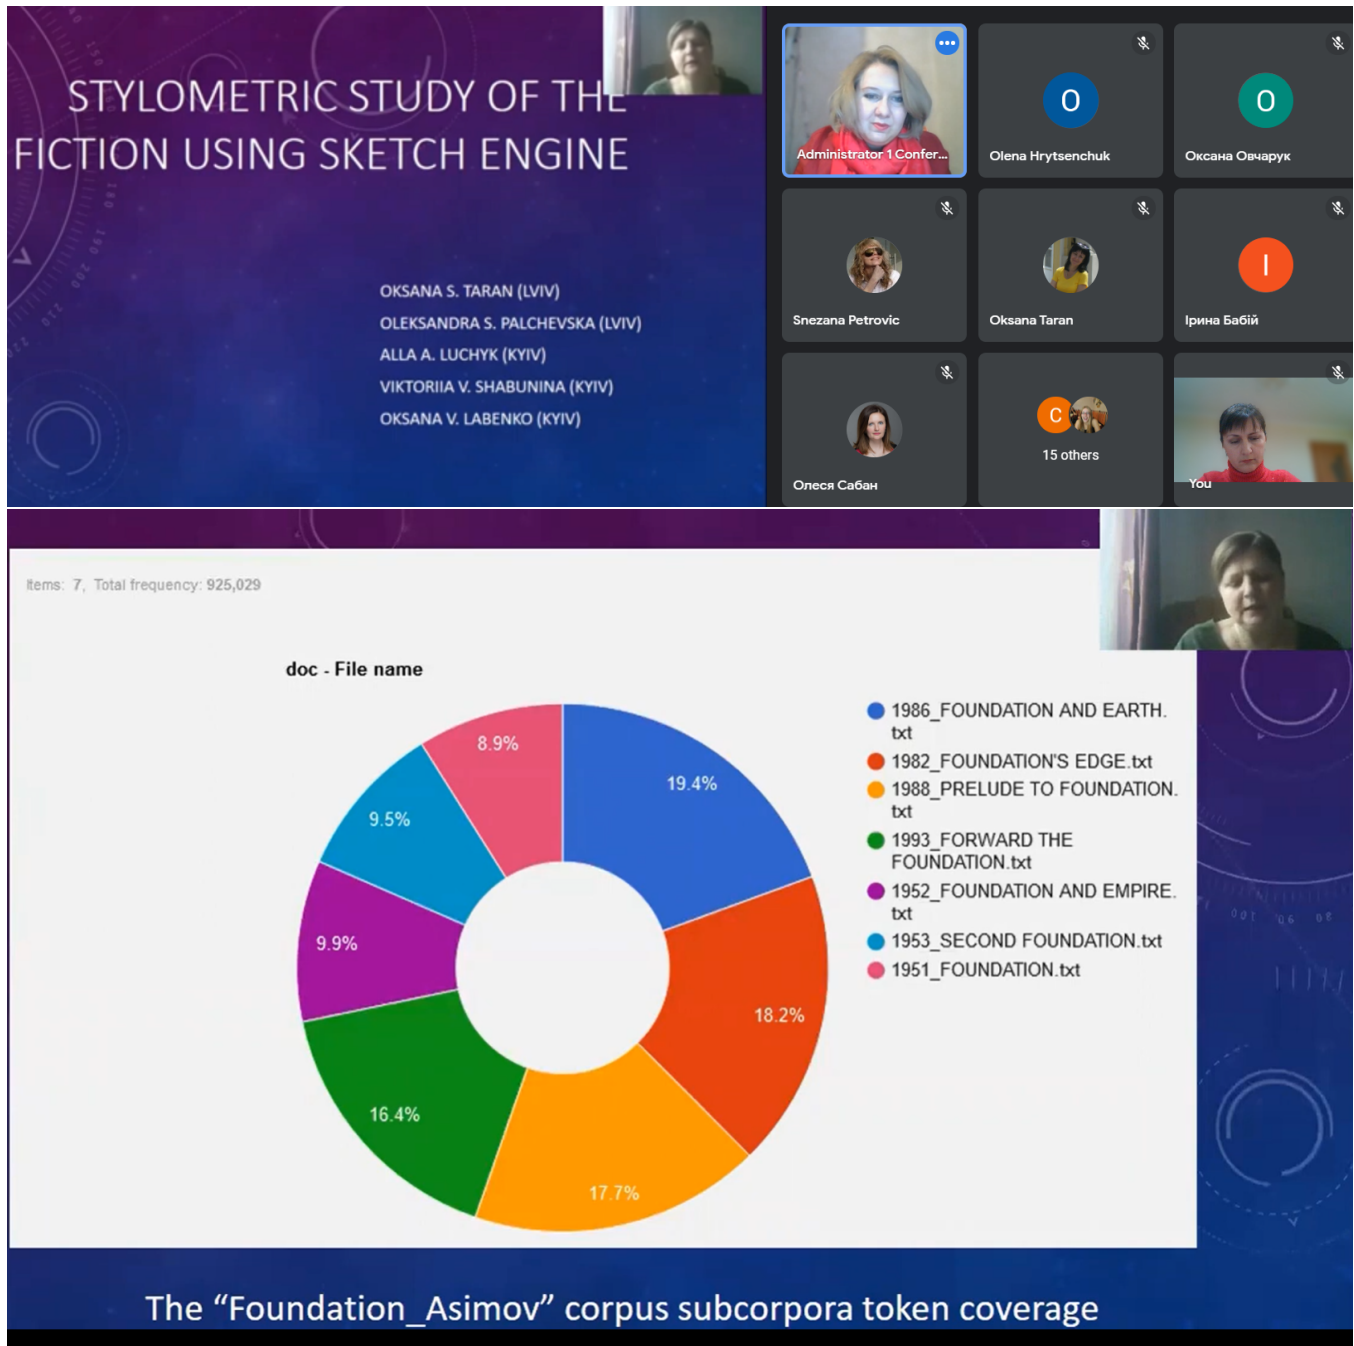 STYLOMETRIC STUDY OF THE
FICTION USING SKETCH ENGINE
OKSANA S. TARAN (LVIV)
OLEKSANDRA S. PALCHEVSKA (LVIV)
ALLA A. LUCHYK (KYIV)
VIKTORIIA V. SHABUNINA (KYIV)
OKSANA V. LABENKO (KYIV)
Administrator 1 Confer...
O
Olena Hrytsenchuk
О
Оксана Овчарук
Snezana Petrovic
Oksana Taran
І
Ірина Бабій
Олеся Сабан
C
15 others
You
Items: 7, Total frequency: 925,029
doc - File name
8.9%
19.4%
9.5%
9.9%
18.2%
16.4%
17.7%
1986_FOUNDATION AND EARTH.
txt
1982_FOUNDATION'S EDGE.txt
1988_PRELUDE TO FOUNDATION.
txt
1993_FORWARD THE
FOUNDATION.txt
1952_FOUNDATION AND EMPIRE.
txt
1953_SECOND FOUNDATION.txt
1951_FOUNDATION.txt
The “Foundation_Asimov” corpus subcorpora token coverage